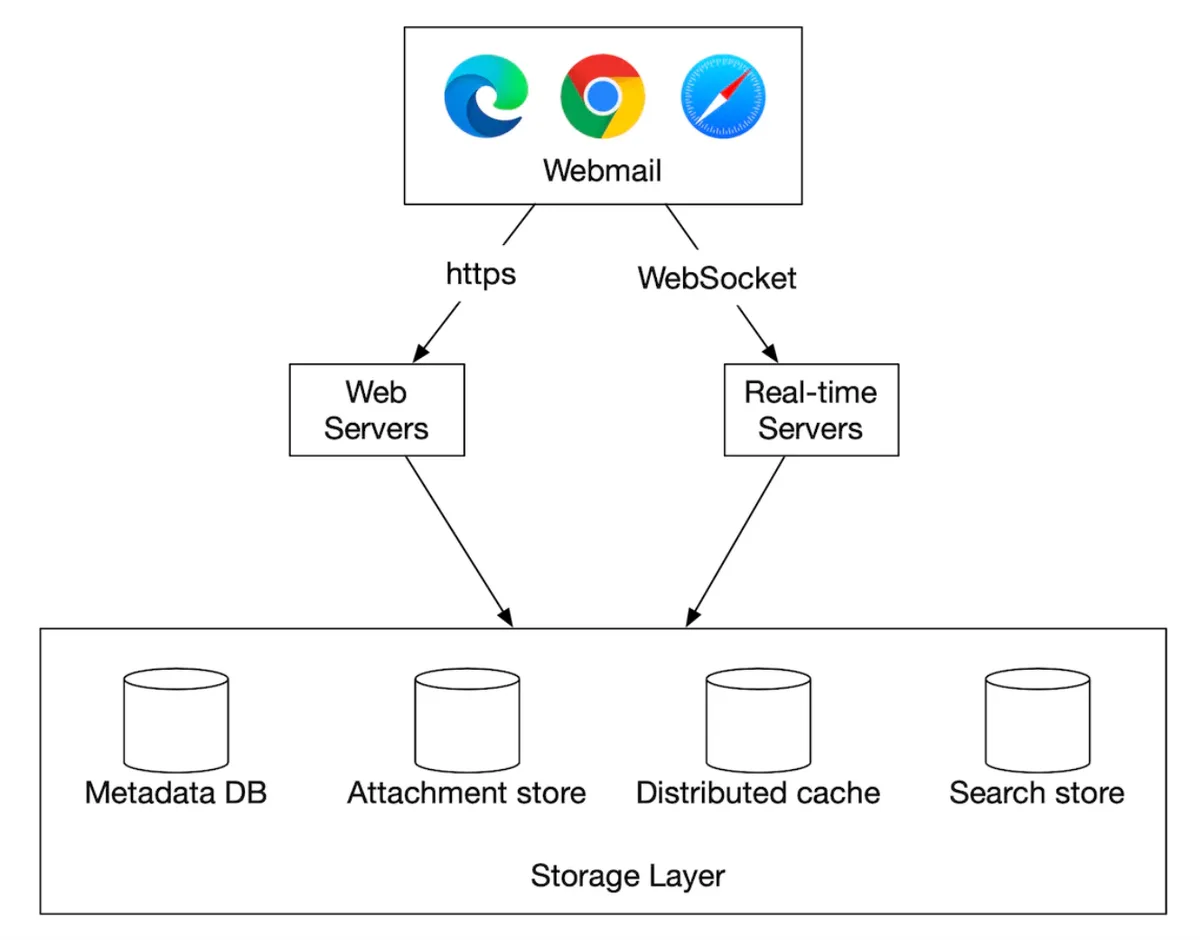 Webmail
https
WebSocket
Web
Servers
Real-time
Servers
Metadata DB
Attachment store
Distributed cache
Search store
Storage Layer